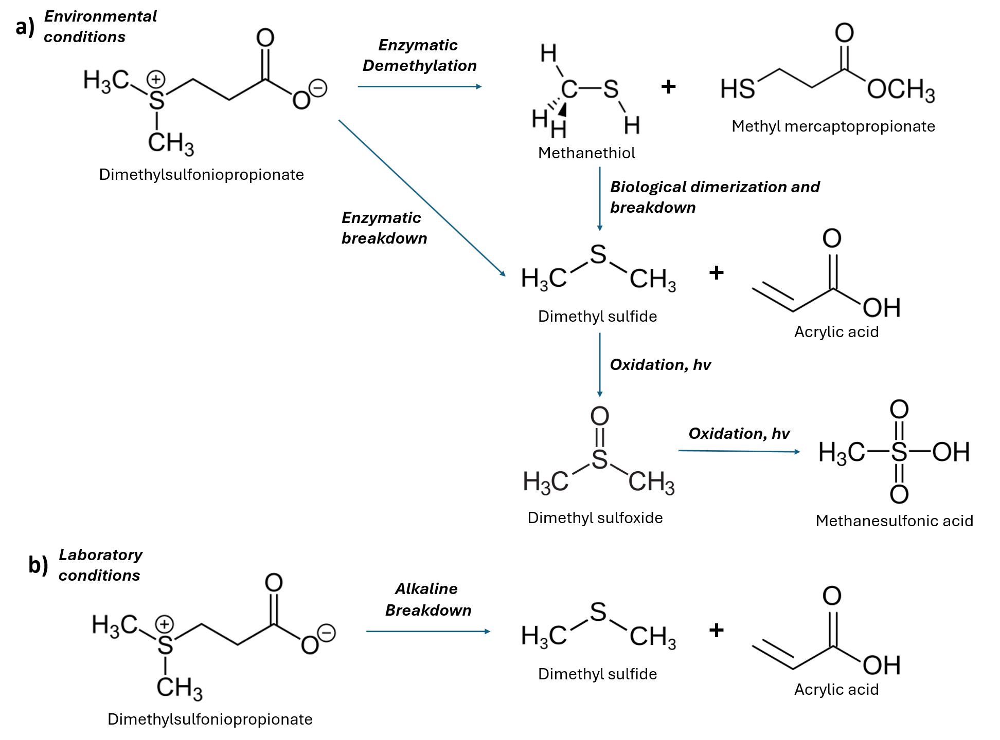 a) Environmental
conditions
O
H₃C
⊕
S
O
⊖
CH₃
Dimethylsulfoniopropionate
Enzymatic
Demethylation
H
C
S
H
H
H
Methanethiol
+
O
HS
OCH₃
Methyl mercaptopropionate
Biological dimerization and
breakdown
Enzymatic
breakdown
S
H₃C
CH₃
Dimethyl sulfide
+
O
OH
Acrylic acid
Oxidation, hv
O
S
H₃C
CH₃
Dimethyl sulfoxide
Oxidation, hv
O
H₃C
S
OH
O
Methanesulfonic acid
b) Laboratory
conditions
O
H₃C
⊕
S
O
⊖
CH₃
Dimethylsulfoniopropionate
Alkaline
Breakdown
S
H₃C
CH₃
Dimethyl sulfide
+
O
OH
Acrylic acid